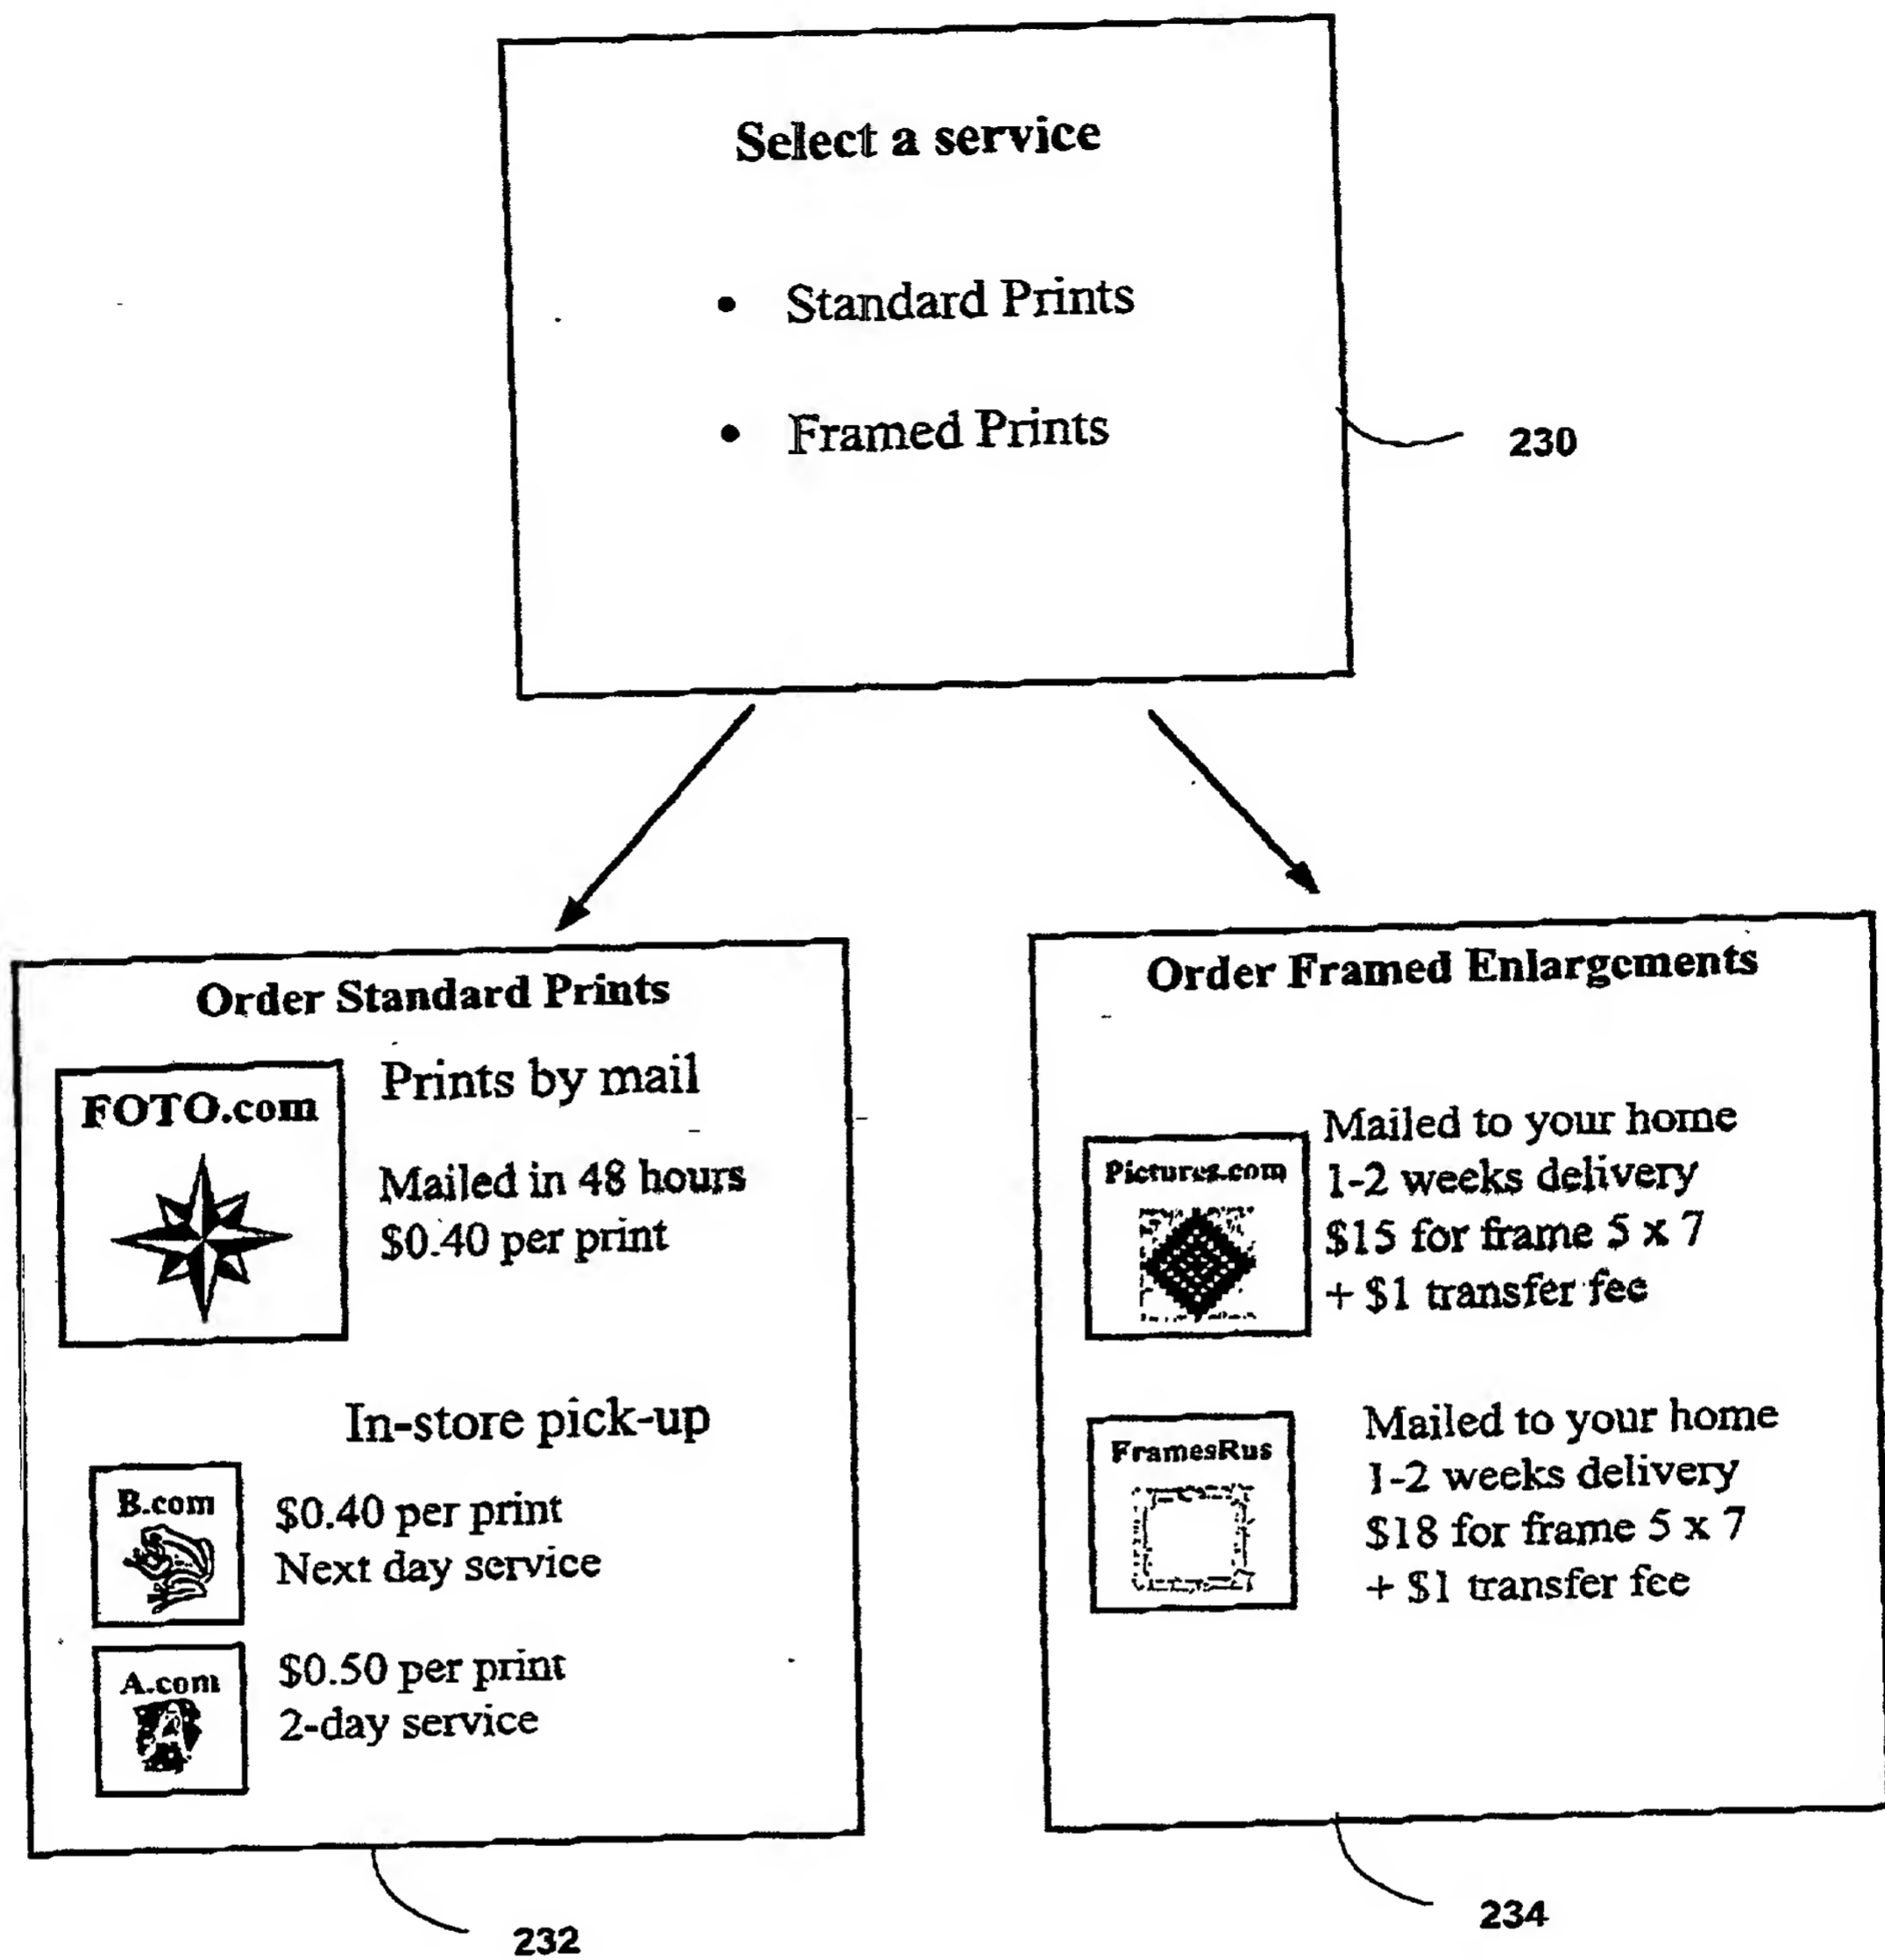 Select a service
• Standard Prints
• Framed Prints
230
Order Standard Prints
FOTO.com
Prints by mail
Mailed in 48 hours
$0.40 per print
In-store pick-up
B.com
$0.40 per print
Next day service
A.com
$0.50 per print
2-day service
232
Order Framed Enlargements
Pictures.com
Mailed to your home
1-2 weeks delivery
$15 for frame 5 x 7
+ $1 transfer fee
FramesRus
Mailed to your home
1-2 weeks delivery
$18 for frame 5 x 7
+ $1 transfer fee
234